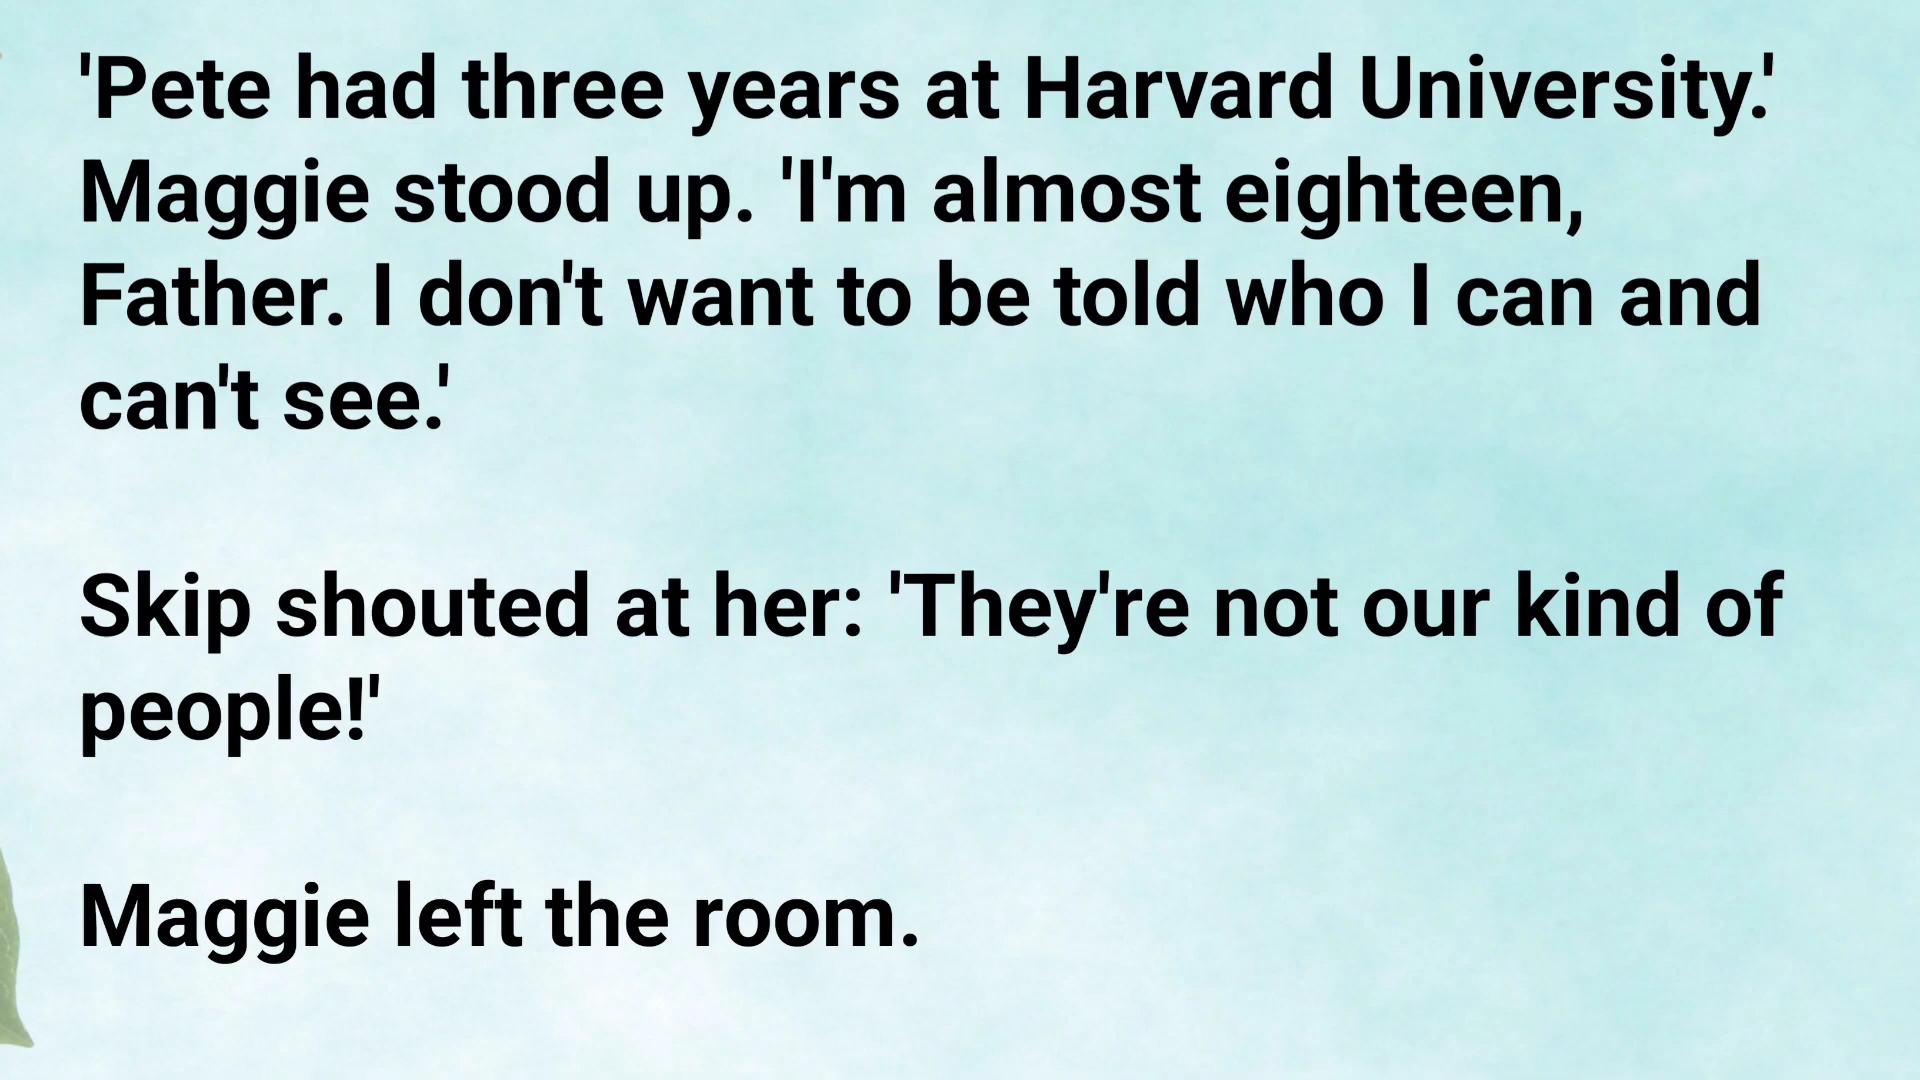 'Pete had three years at Harvard University.'
Maggie stood up. 'I'm almost eighteen,
Father. I don't want to be told who I can and
can't see.'
Skip shouted at her: 'They're not our kind of
people!'
Maggie left the room.